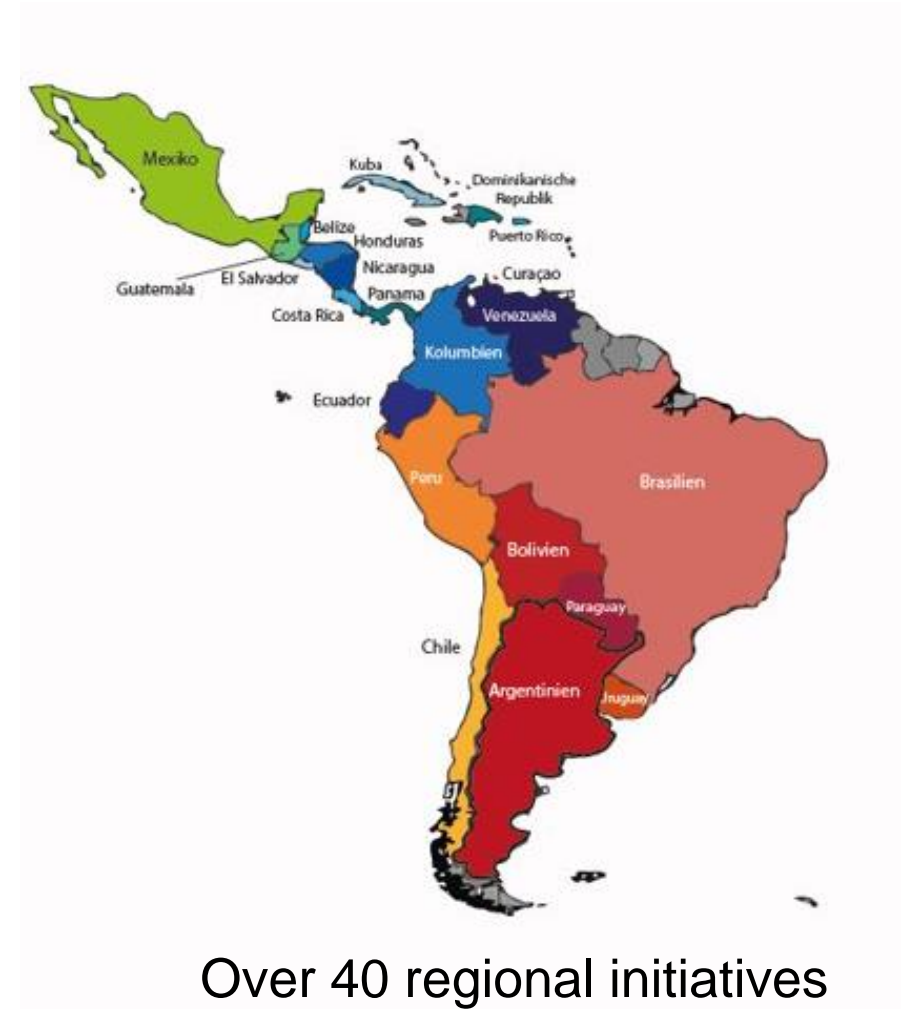 Mexiko
Kuba
Dominikanische
Republik
Puerto Rico
Belize
Honduras
Guatemala
El Salvador
Nicaragua
Curaçao
Costa Rica
Panama
Venezuela
Kolumbien
Ecuador
Peru
Brasilien
Bolivien
Paraguay
Chile
Argentinien
Uruguay
Over 40 regional initiatives